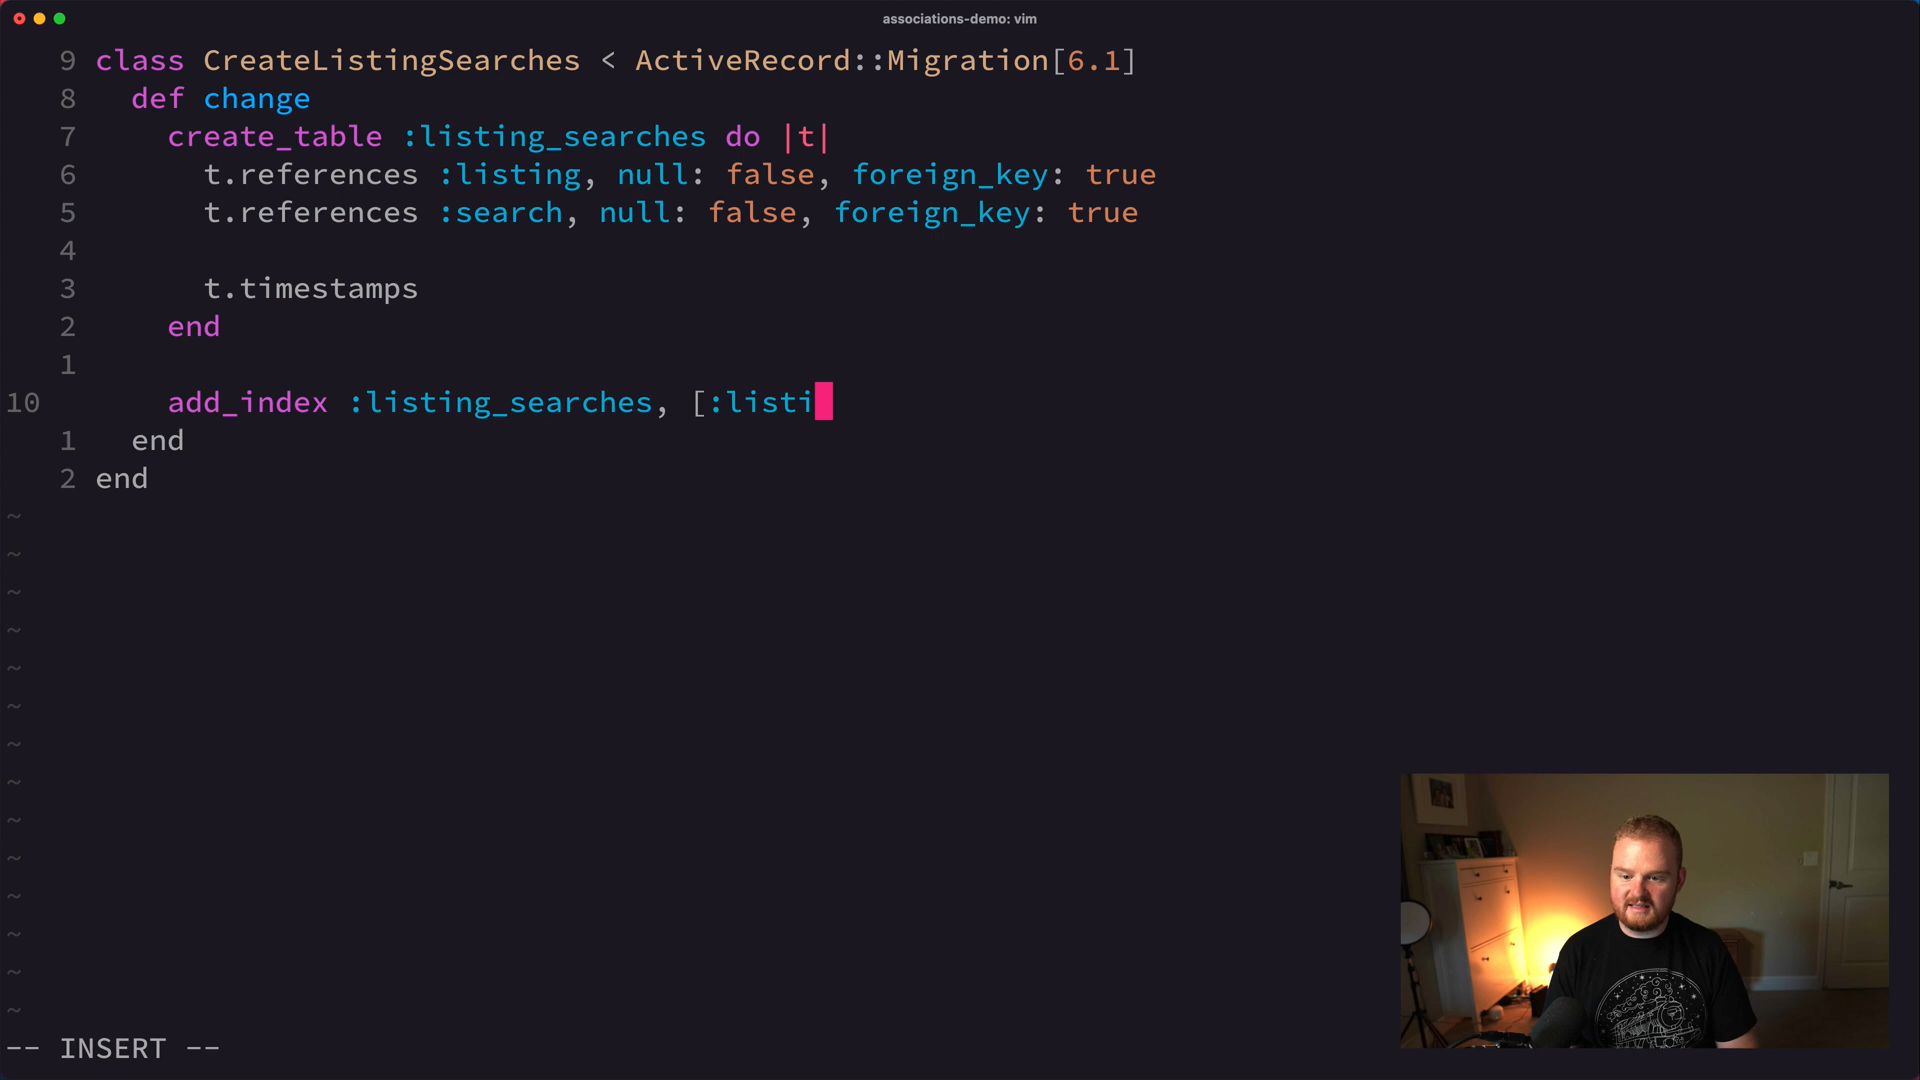 associations-demo: vim
9 class CreateListingSearches < ActiveRecord::Migration[6.1]
8   def change
7     create_table :listing_searches do |t|
6       t.references :listing, null: false, foreign_key: true
5       t.references :search, null: false, foreign_key: true
4
3       t.timestamps
2     end
1
10     add_index :listing_searches, [:listi
1   end
2 end
~
~
~
~
~
~
~
~
~
~
~
~
~
~
-- INSERT --